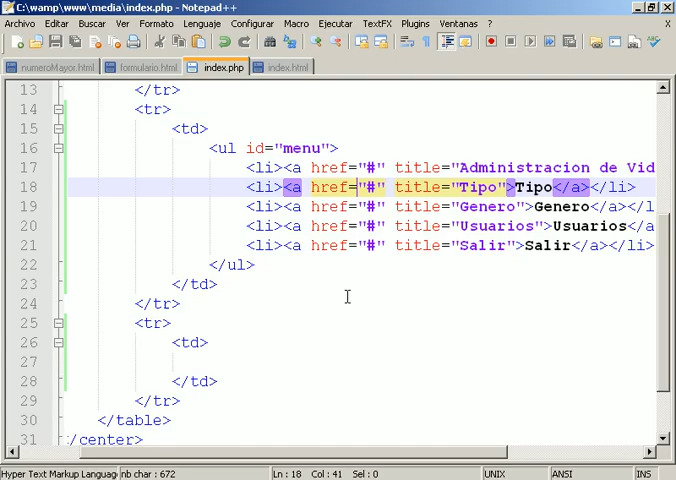 C:\wamp\www\media\index.php - Notepad++
Archivo Editar Buscar Ver Formato Lenguaje Configurar Macro Ejecutar TextFX Plugins Ventanas ?
X
numeroMayor.html formulario.html index.php index.html
13 </tr>
14 <tr>
15 <td>
16 <ul id="menu">
17 <li><a href="#" title="Administracion de Vid
18 <li><a href="#" title="Tipo">Tipo</a></li>
19 <li><a href="#" title="Genero">Genero</a></l
20 <li><a href="#" title="Usuarios">Usuarios</a
21 <li><a href="#" title="Salir">Salir</a></li>
22 </ul>
23 </td>
24 </tr>
25 <tr>
26 <td>
27
28 </td>
29 </tr>
30 </table>
31 :/center>
Hyper Text Markup Languag nb char : 672 Ln : 18 Col : 41 Sel : 0 UNIX ANSI INS